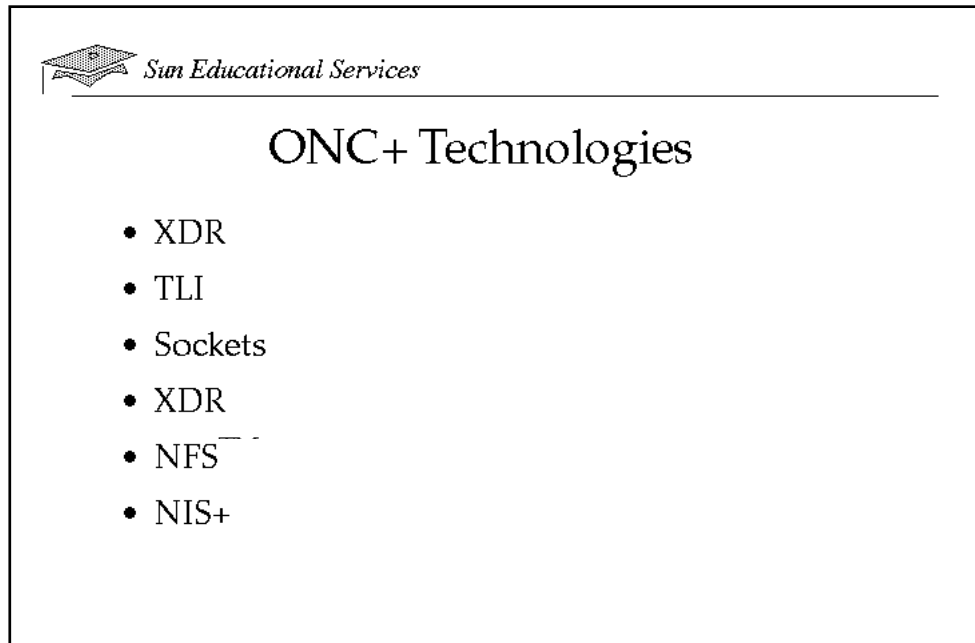 Sun Educational Services
ONC+ Technologies
• XDR
• TLI
• Sockets
• XDR
• NFS
• NIS+